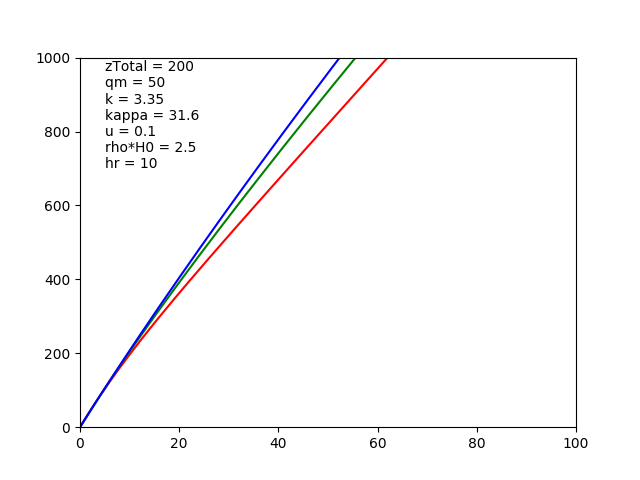 1000
800
600
400
200
0
zTotal = 200
qm = 50
k = 3.35
kappa = 31.6
u = 0.1
rho*H0 = 2.5
hr = 10
0 20 40 60 80 100